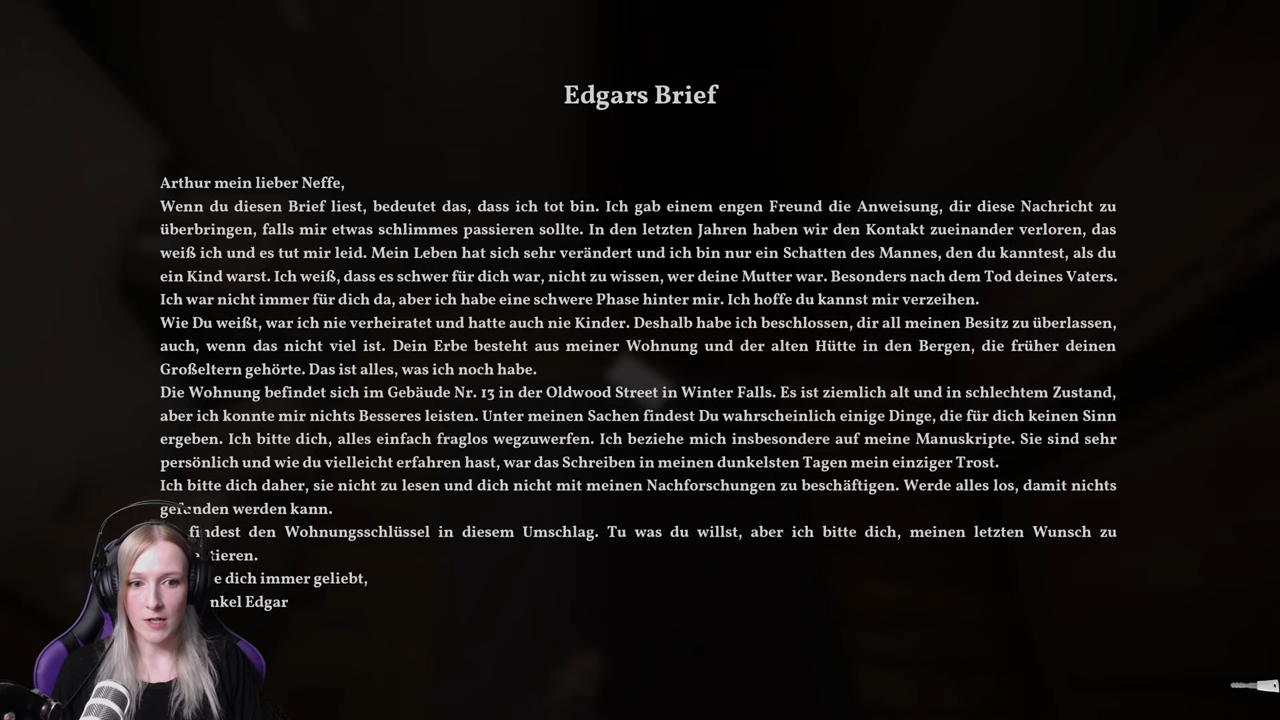 Edgars Brief
Arthur mein lieber Neffe,
Wenn du diesen Brief liest, bedeutet das, dass ich tot bin. Ich gab einem engen Freund die Anweisung, dir diese Nachricht zu
überbringen, falls mir etwas schlimmes passieren sollte. In den letzten Jahren haben wir den Kontakt zueinander verloren, das
weiß ich und es tut mir leid. Mein Leben hat sich sehr verändert und ich bin nur ein Schatten des Mannes, den du kanntest, als du
ein Kind warst. Ich weiß, dass es schwer für dich war, nicht zu wissen, wer deine Mutter war. Besonders nach dem Tod deines Vaters.
Ich war nicht immer für dich da, aber ich habe eine schwere Phase hinter mir. Ich hoffe du kannst mir verzeihen.
Wie Du weißt, war ich nie verheiratet und hatte auch nie Kinder. Deshalb habe ich beschlossen, dir all meinen Besitz zu überlassen,
auch, wenn das nicht viel ist. Dein Erbe besteht aus meiner Wohnung und der alten Hütte in den Bergen, die früher deinen
Großeltern gehörte. Das ist alles, was ich noch habe.
Die Wohnung befindet sich im Gebäude Nr. 13 in der Oldwood Street in Winter Falls. Es ist ziemlich alt und in schlechtem Zustand,
aber ich konnte mir nichts Besseres leisten. Unter meinen Sachen findest Du wahrscheinlich einige Dinge, die für dich keinen Sinn
ergeben. Ich bitte dich, alles einfach fraglos wegzuwerfen. Ich beziehe mich insbesondere auf meine Manuskripte. Sie sind sehr
persönlich und wie du vielleicht erfahren hast, war das Schreiben in meinen dunkelsten Tagen mein einziger Trost.
Ich bitte dich daher, sie nicht zu lesen und dich nicht mit meinen Nachforschungen zu beschäftigen. Werde alles los, damit nichts
gefunden werden kann.
findest den Wohnungsschlüssel in diesem Umschlag. Tu was du willst, aber ich bitte dich, meinen letzten Wunsch zu
dich immer geliebt,
Edgar